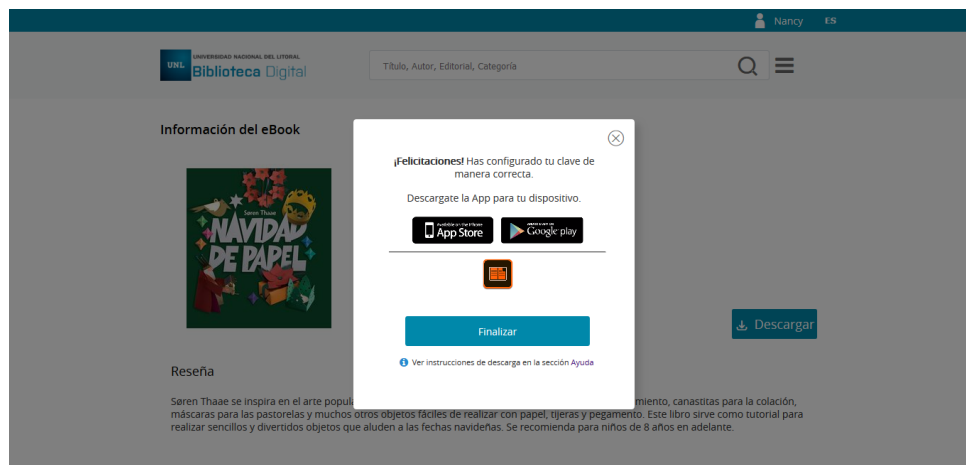 Nancy ES
UNL
UNIVERSIDAD NACIONAL DEL LITORAL
Biblioteca Digital
Título, Autor, Editorial, Categoría
Información del eBook
Søren Thaae
NAVIDAD
DE PAPEL
¡Felicitaciones! Has configurado tu clave de
manera correcta.
Descargate la App para tu dispositivo.
Available on the iPhone
App Store
Google play
Finalizar
Ver instrucciones de descarga en la sección Ayuda
Descargar
Reseña
Søren Thaae se inspira en el arte popula miento, canastitas para la colación,
máscaras para las pastorelas y muchos otros objetos fáciles de realizar con papel, tijeras y pegamento. Este libro sirve como tutorial para
realizar sencillos y divertidos objetos que aluden a las fechas navideñas. Se recomienda para niños de 8 años en adelante.